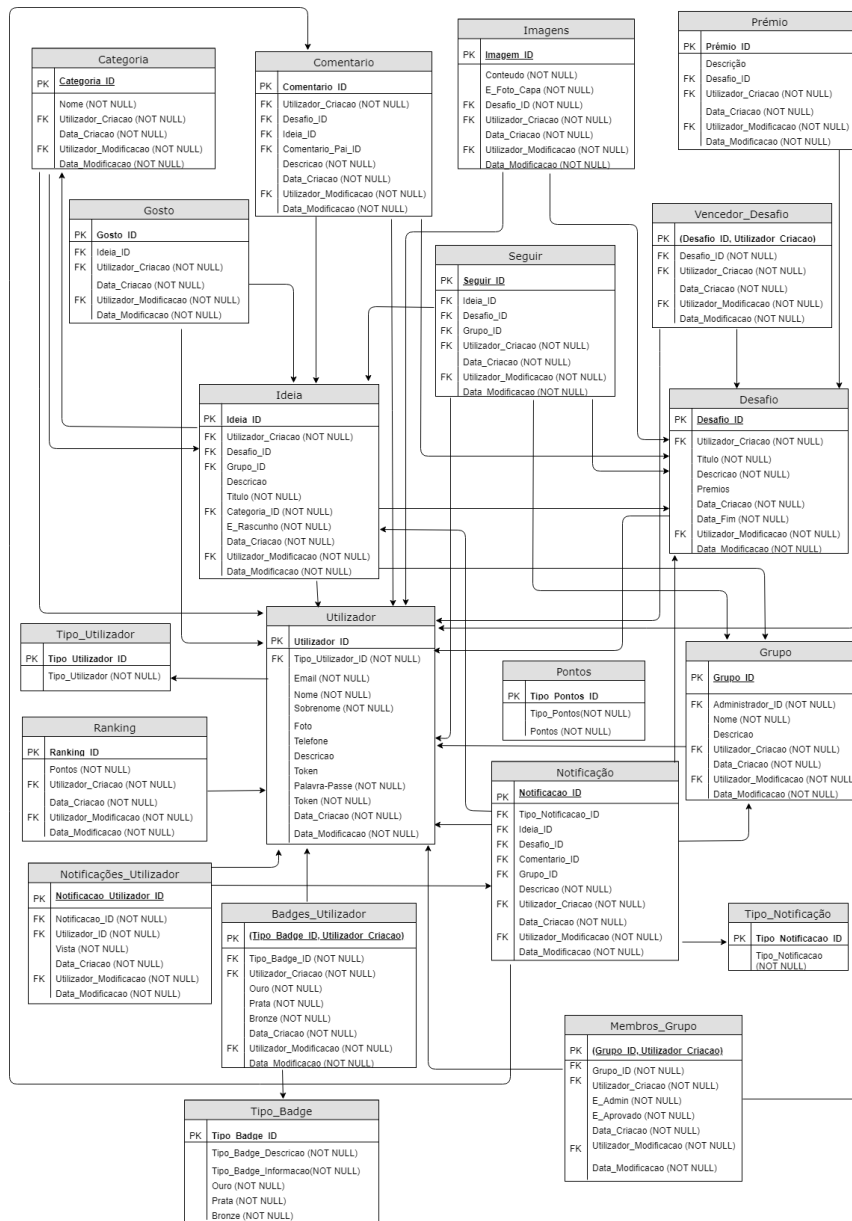 Categoria
PK Categoria_ID
Nome (NOT NULL)
FK Utilizador_Criacao (NOT NULL)
Data_Criacao (NOT NULL)
FK Utilizador_Modificacao (NOT NULL)
Data_Modificacao (NOT NULL)
Comentario
PK Comentario_ID
FK Utilizador_Criacao (NOT NULL)
FK Desafio_ID
FK Ideia_ID
FK Comentario_Pai_ID
Descricao (NOT NULL)
Data_Criacao (NOT NULL)
FK Utilizador_Modificacao (NOT NULL)
Data_Modificacao (NOT NULL)
Imagens
PK Imagem_ID
Conteudo (NOT NULL)
E_Foto_Capa (NOT NULL)
FK Desafio_ID (NOT NULL)
FK Utilizador_Criacao (NOT NULL)
Data_Criacao (NOT NULL)
FK Utilizador_Modificacao (NOT NULL)
Data_Modificacao (NOT NULL)
Prémio
PK Prémio_ID
Descrição
FK Desafio_ID
FK Utilizador_Criacao (NOT NULL)
Data_Criacao (NOT NULL)
FK Utilizador_Modificacao (NOT NULL)
Data_Modificacao (NOT NULL)
Gosto
PK Gosto_ID
FK Ideia_ID
FK Utilizador_Criacao (NOT NULL)
Data_Criacao (NOT NULL)
FK Utilizador_Modificacao (NOT NULL)
Data_Modificacao (NOT NULL)
Seguir
PK Seguir_ID
FK Ideia_ID
FK Desafio_ID
FK Grupo_ID
FK Utilizador_Criacao (NOT NULL)
Data_Criacao (NOT NULL)
FK Utilizador_Modificacao (NOT NULL)
Data_Modificacao (NOT NULL)
Vencedor_Desafio
PK (Desafio_ID, Utilizador_Criacao)
FK Desafio_ID (NOT NULL)
FK Utilizador_Criacao (NOT NULL)
Data_Criacao (NOT NULL)
FK Utilizador_Modificacao (NOT NULL)
Data_Modificacao (NOT NULL)
Ideia
PK Ideia_ID
FK Utilizador_Criacao (NOT NULL)
FK Desafio_ID
FK Grupo_ID
Descricao
Titulo (NOT NULL)
FK Categoria_ID (NOT NULL)
E_Rascunho (NOT NULL)
Data_Criacao (NOT NULL)
FK Utilizador_Modificacao (NOT NULL)
Data_Modificacao (NOT NULL)
Desafio
PK Desafio_ID
FK Utilizador_Criacao (NOT NULL)
Titulo (NOT NULL)
Descricao (NOT NULL)
Premios
Data_Criacao (NOT NULL)
Data_Fim (NOT NULL)
FK Utilizador_Modificacao (NOT NULL)
Data_Modificacao (NOT NULL)
Tipo_Utilizador
PK Tipo_Utilizador_ID
Tipo_Utilizador (NOT NULL)
Utilizador
PK Utilizador_ID
FK Tipo_Utilizador_ID (NOT NULL)
Email (NOT NULL)
Nome (NOT NULL)
Sobrenome (NOT NULL)
Foto
Telefone
Descricao
Token
Palavra-Passe (NOT NULL)
Token (NOT NULL)
Data_Criacao (NOT NULL)
Data_Modificacao (NOT NULL)
Pontos
PK Tipo_Pontos_ID
Tipo_Pontos(NOT NULL)
Pontos (NOT NULL)
Grupo
PK Grupo_ID
FK Administrador_ID (NOT NULL)
Nome (NOT NULL)
Descricao
FK Utilizador_Criacao (NOT NULL)
Data_Criacao (NOT NULL)
FK Utilizador_Modificacao (NOT NULL)
Data_Modificacao (NOT NULL)
Ranking
PK Ranking_ID
Pontos (NOT NULL)
FK Utilizador_Criacao (NOT NULL)
Data_Criacao (NOT NULL)
FK Utilizador_Modificacao (NOT NULL)
Data_Modificacao (NOT NULL)
Notificação
PK Notificacao_ID
FK Tipo_Notificacao_ID
FK Ideia_ID
FK Desafio_ID
FK Comentario_ID
FK Grupo_ID
Descricao (NOT NULL)
FK Utilizador_Criacao (NOT NULL)
Data_Criacao (NOT NULL)
FK Utilizador_Modificacao (NOT NULL)
Data_Modificacao (NOT NULL)
Notificações_Utilizador
PK Notificacao_Utilizador_ID
FK Notificacao_ID (NOT NULL)
FK Utilizador_ID (NOT NULL)
Vista (NOT NULL)
Data_Criacao (NOT NULL)
FK Utilizador_Modificacao (NOT NULL)
Data_Modificacao (NOT NULL)
Badges_Utilizador
PK (Tipo_Badge_ID, Utilizador_Criacao)
FK Tipo_Badge_ID (NOT NULL)
FK Utilizador_Criacao (NOT NULL)
Ouro (NOT NULL)
Prata (NOT NULL)
Bronze (NOT NULL)
Data_Criacao (NOT NULL)
FK Utilizador_Modificacao (NOT NULL)
Data_Modificacao (NOT NULL)
Tipo_Notificação
PK Tipo_Notificacao_ID
Tipo_Notificacao
(NOT NULL)
Membros_Grupo
PK (Grupo_ID, Utilizador_Criacao)
FK Grupo_ID (NOT NULL)
FK Utilizador_Criacao (NOT NULL)
E_Admin (NOT NULL)
E_Aprovado (NOT NULL)
Data_Criacao (NOT NULL)
FK Utilizador_Modificacao (NOT NULL)
Data_Modificacao (NOT NULL)
Tipo_Badge
PK Tipo_Badge_ID
Tipo_Badge_Descricao (NOT NULL)
Tipo_Badge_Informacao(NOT NULL)
Ouro (NOT NULL)
Prata (NOT NULL)
Bronze (NOT NULL)